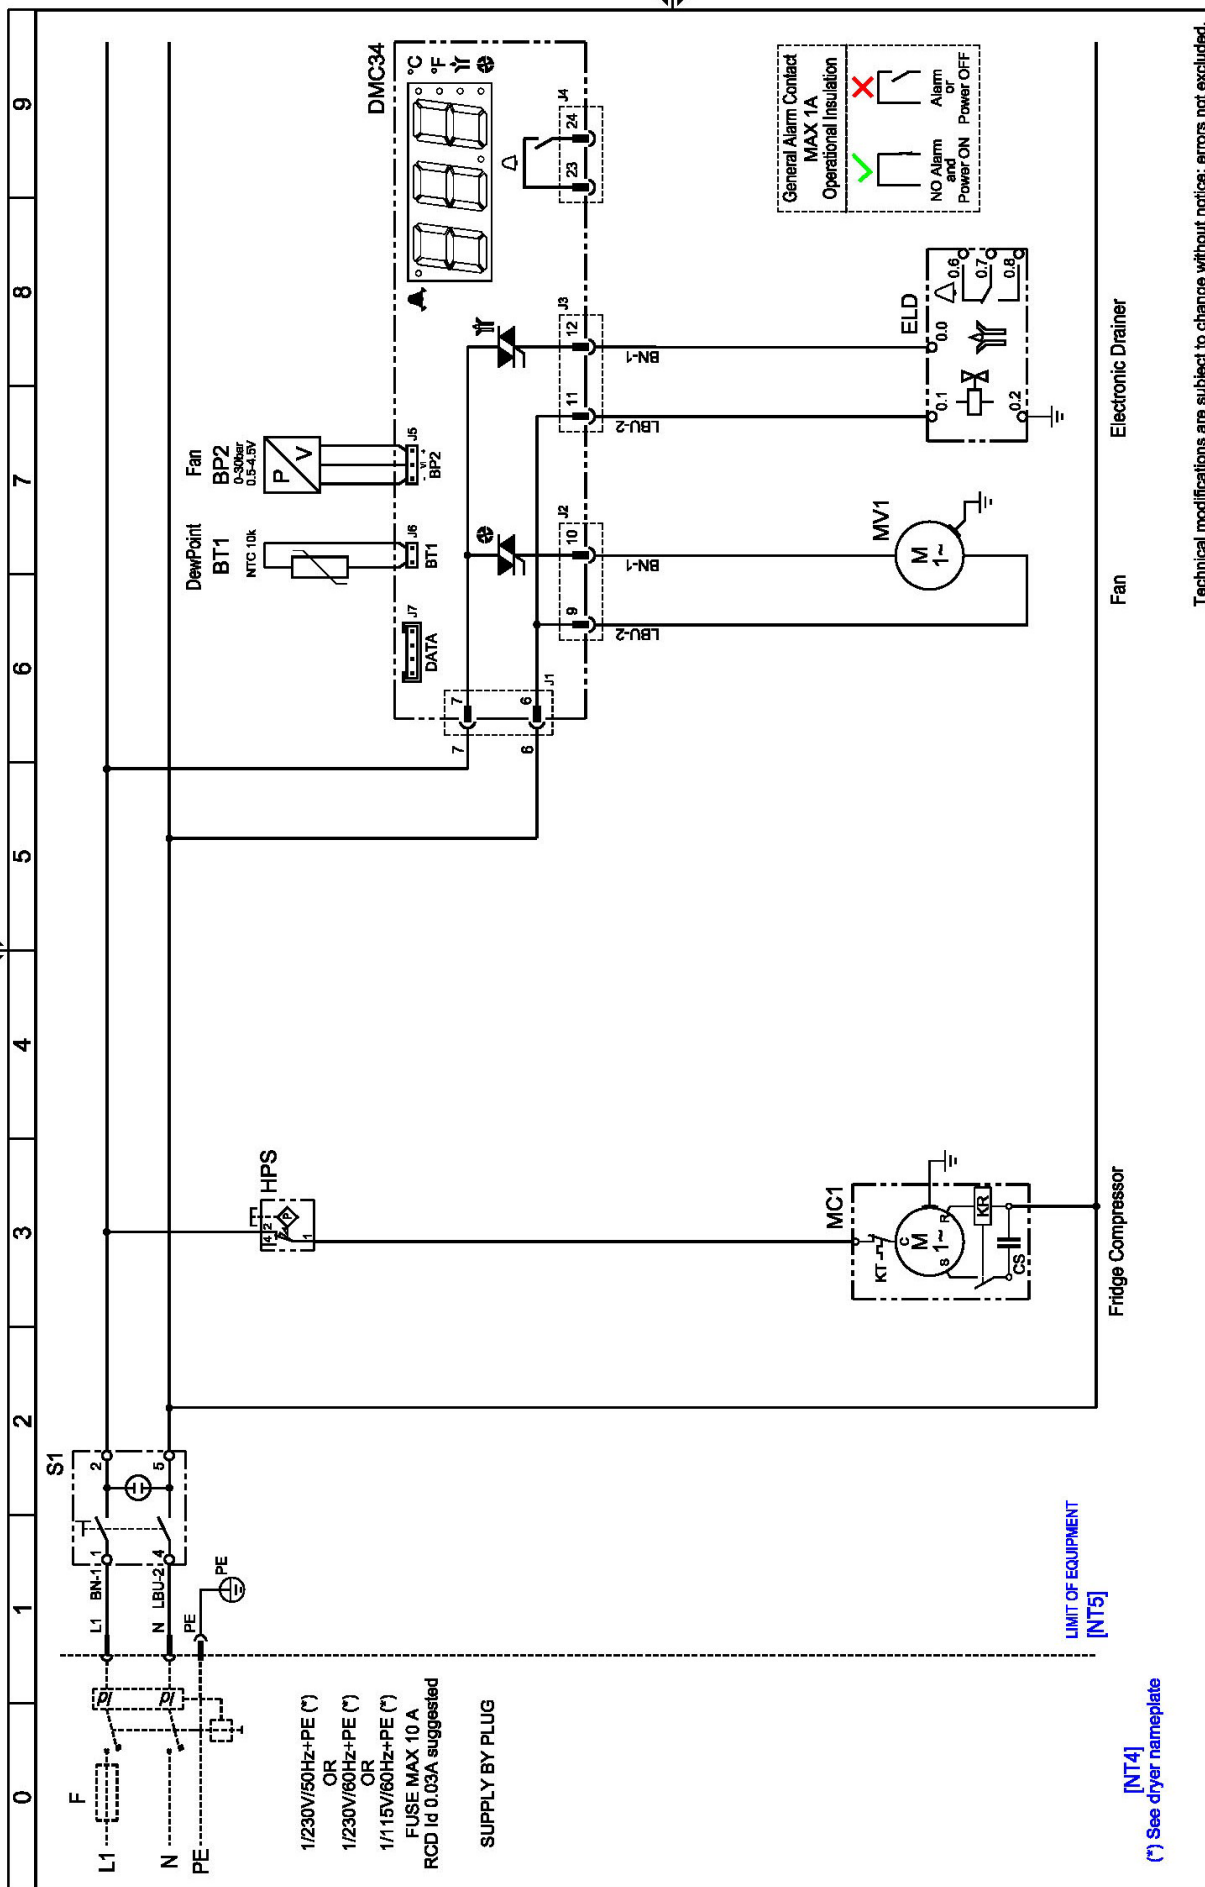 0 1 2 3 4 5 6 7 8 9
F
L1
N
PE
Id
Id
1/230V/50Hz+PE (*)
OR
1/230V/60Hz+PE (*)
OR
1/115V/60Hz+PE (*)
FUSE MAX 10 A
RCD Id 0.03A suggested
SUPPLY BY PLUG
L1 BN-1
N LBU-2
PE
PE
S1
1 2
4 5
LIMIT OF EQUIPMENT
[NT5]
[NT4]
(*) See dryer nameplate
HPS
4 2
P
1
MC1
KT
C
M
1~
S
R
KR
CS
Fridge Compressor
DewPoint
BT1
NTC 10k
Fan
BP2
0-30bar
0.5-4.5V
P
V
DMC34
J7
DATA
J6
BT1
J5
- VI +
BP2
°C
°F
7 7
6 6
J1
9 10
J2
LBU-2
BN-1
11 12
J3
LBU-2
BN-1
23 24
J4
MV1
M
1~
Fan
ELD
0.1 0.0
0.2
0.6
0.7
0.8
Electronic Drainer
General Alarm Contact
MAX 1A
Operational Insulation
NO Alarm
and
Power ON
Alarm
or
Power OFF
Technical modifications are subject to change without notice; errors not excluded.